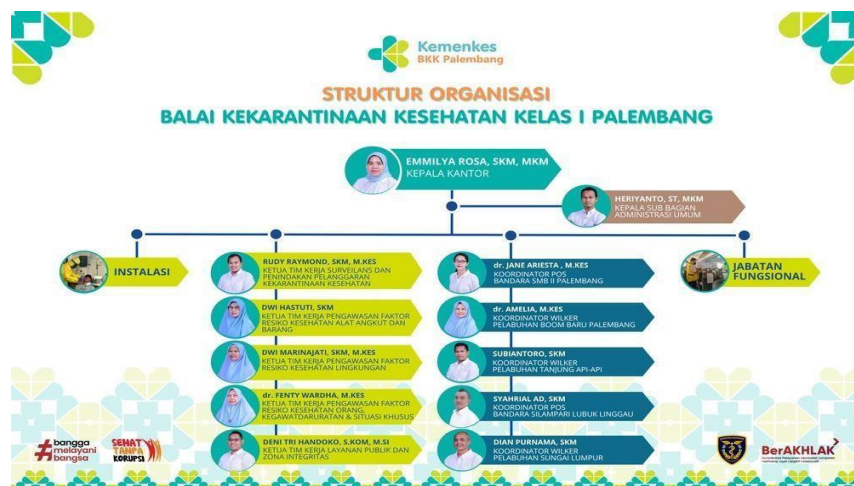 Kemenkes
BKK Palembang
STRUKTUR ORGANISASI
BALAI KEKARANTINAAN KESEHATAN KELAS I PALEMBANG
EMMILYA ROSA, SKM, MKM
KEPALA KANTOR
HERIYANTO, ST, MKM
KEPALA SUB BAGIAN
ADMINISTRASI UMUM
INSTALASI
RUDY RAYMOND, SKM, M.KES
KETUA TIM KERJA SURVEILANS DAN
PENINDAKAN PELANGGARAN
KEKARANTINAAN KESEHATAN
DWI HASTUTI, SKM
KETUA TIM KERJA PENGAWASAN FAKTOR
RESIKO KESEHATAN ALAT ANGKUT DAN
BARANG
DWI MARINAJATI, SKM, M.KES
KETUA TIM KERJA PENGAWASAN FAKTOR
RESIKO KESEHATAN LINGKUNGAN
dr. FENTY WARDHA, M.KES
KETUA TIM KERJA PENGAWASAN FAKTOR
RESIKO KESEHATAN ORANG,
KEGAWATDARURATAN & SITUASI KHUSUS
DENI TRI HANDOKO, S.KOM, M.SI
KETUA TIM KERJA LAYANAN PUBLIK DAN
ZONA INTEGRITAS
dr. JANE ARIESTA , M.KES
KOORDINATOR POS
BANDARA SMB II PALEMBANG
dr. AMELIA, M.KES
KOORDINATOR WILKER
PELABUHAN BOOM BARU PALEMBANG
SUBIANTORO, SKM
KOORDINATOR WILKER
PELABUHAN TANJUNG API-API
SYAHRIAL AD, SKM
KOORDINATOR POS
BANDARA SILAMPARI LUBUK LINGGAU
DIAN PURNAMA, SKM
KOORDINATOR WILKER
PELABUHAN SUNGAI LUMPUR
JABATAN
FUNGSIONAL
#bangga
melayani
bangsa
SEHAT
TANPA
KORUPSI
BerAKHLAK